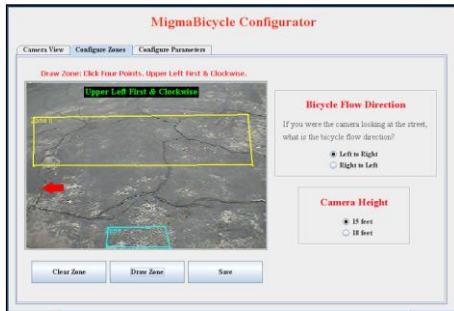 MigmaBicycle Configurator
Camera View
Configure Zones
Configure Parameters
Draw Zone: Click Four Points. Upper Left First & Clockwise.
Upper Left First & Clockwise
Bicycle Flow Direction
If you were the camera looking at the street,
what is the bicycle flow direction?
Left to Right
Right to Left
Camera Height
15 feet
18 feet
Clear Zone
Draw Zone
Save